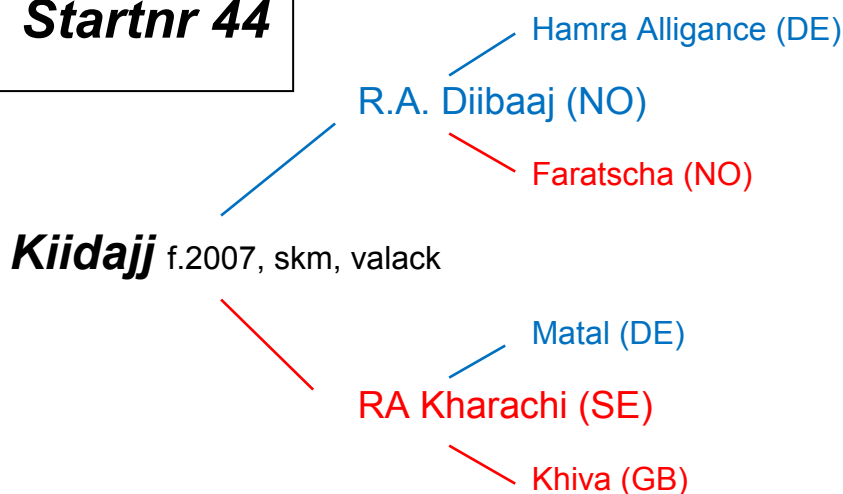 Startnr 44
Hamra Alligance (DE)
R.A. Diibaaj (NO)
Faratscha (NO)
Kiidajj f.2007, skm, valack
Matal (DE)
RA Kharachi (SE)
Khiva (GB)